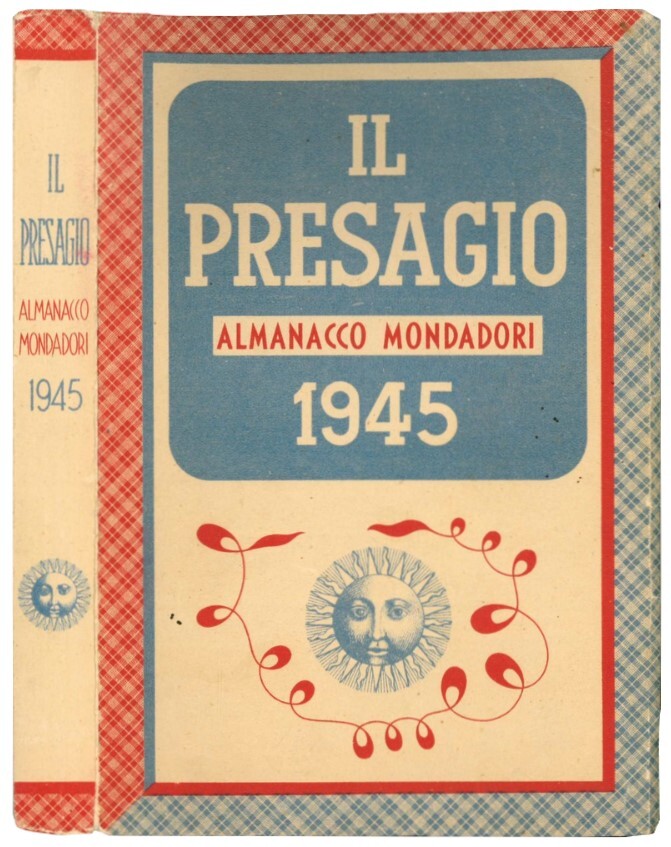 IL
PRESAGIO
ALMANACCO
MONDADORI
1945
IL
PRESAGIO
ALMANACCO MONDADORI
1945